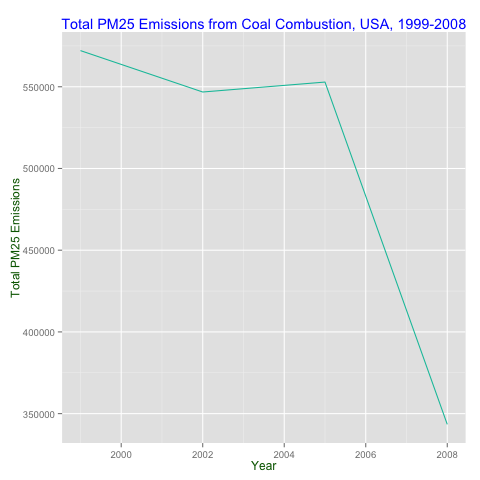 Total PM25 Emissions from Coal Combustion, USA, 1999-2008
Total PM25 Emissions
550000
500000
450000
400000
350000
2000 2002 2004 2006 2008
Year